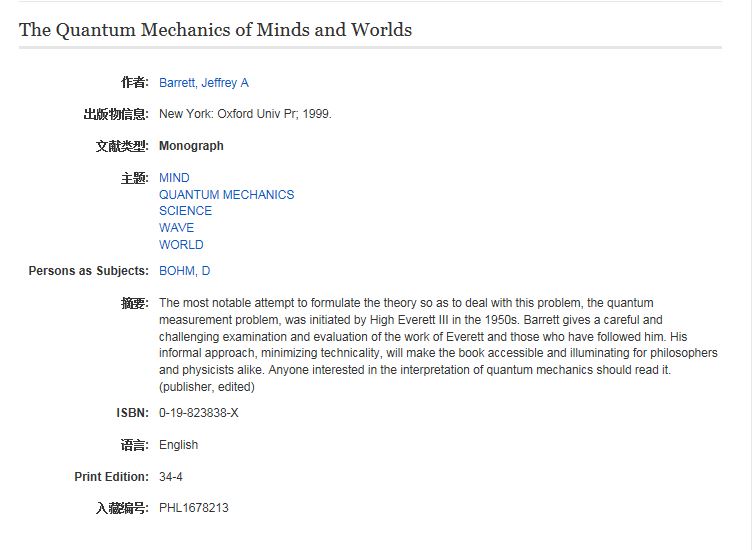 The Quantum Mechanics of Minds and Worlds
作者: Barrett, Jeffrey A
出版物信息: New York: Oxford Univ Pr; 1999.
文献类型: Monograph
主题: MIND
QUANTUM MECHANICS
SCIENCE
WAVE
WORLD
Persons as Subjects: BOHM, D
摘要: The most notable attempt to formulate the theory so as to deal with this problem, the quantum
measurement problem, was initiated by High Everett III in the 1950s. Barrett gives a careful and
challenging examination and evaluation of the work of Everett and those who have followed him. His
informal approach, minimizing technicality, will make the book accessible and illuminating for philosophers
and physicists alike. Anyone interested in the interpretation of quantum mechanics should read it.
(publisher, edited)
ISBN: 0-19-823838-X
语言: English
Print Edition: 34-4
入藏编号: PHL1678213